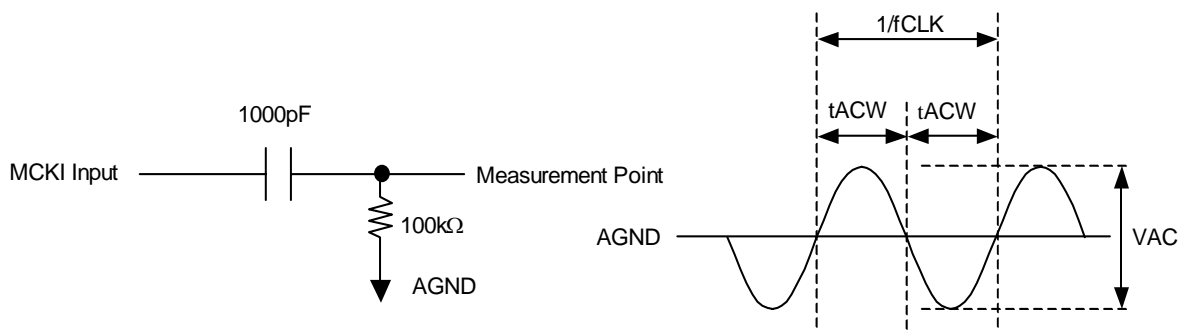 1000pF
MCKI Input
Measurement Point
100kΩ
AGND
1/fCLK
tACW tACW
AGND
VAC